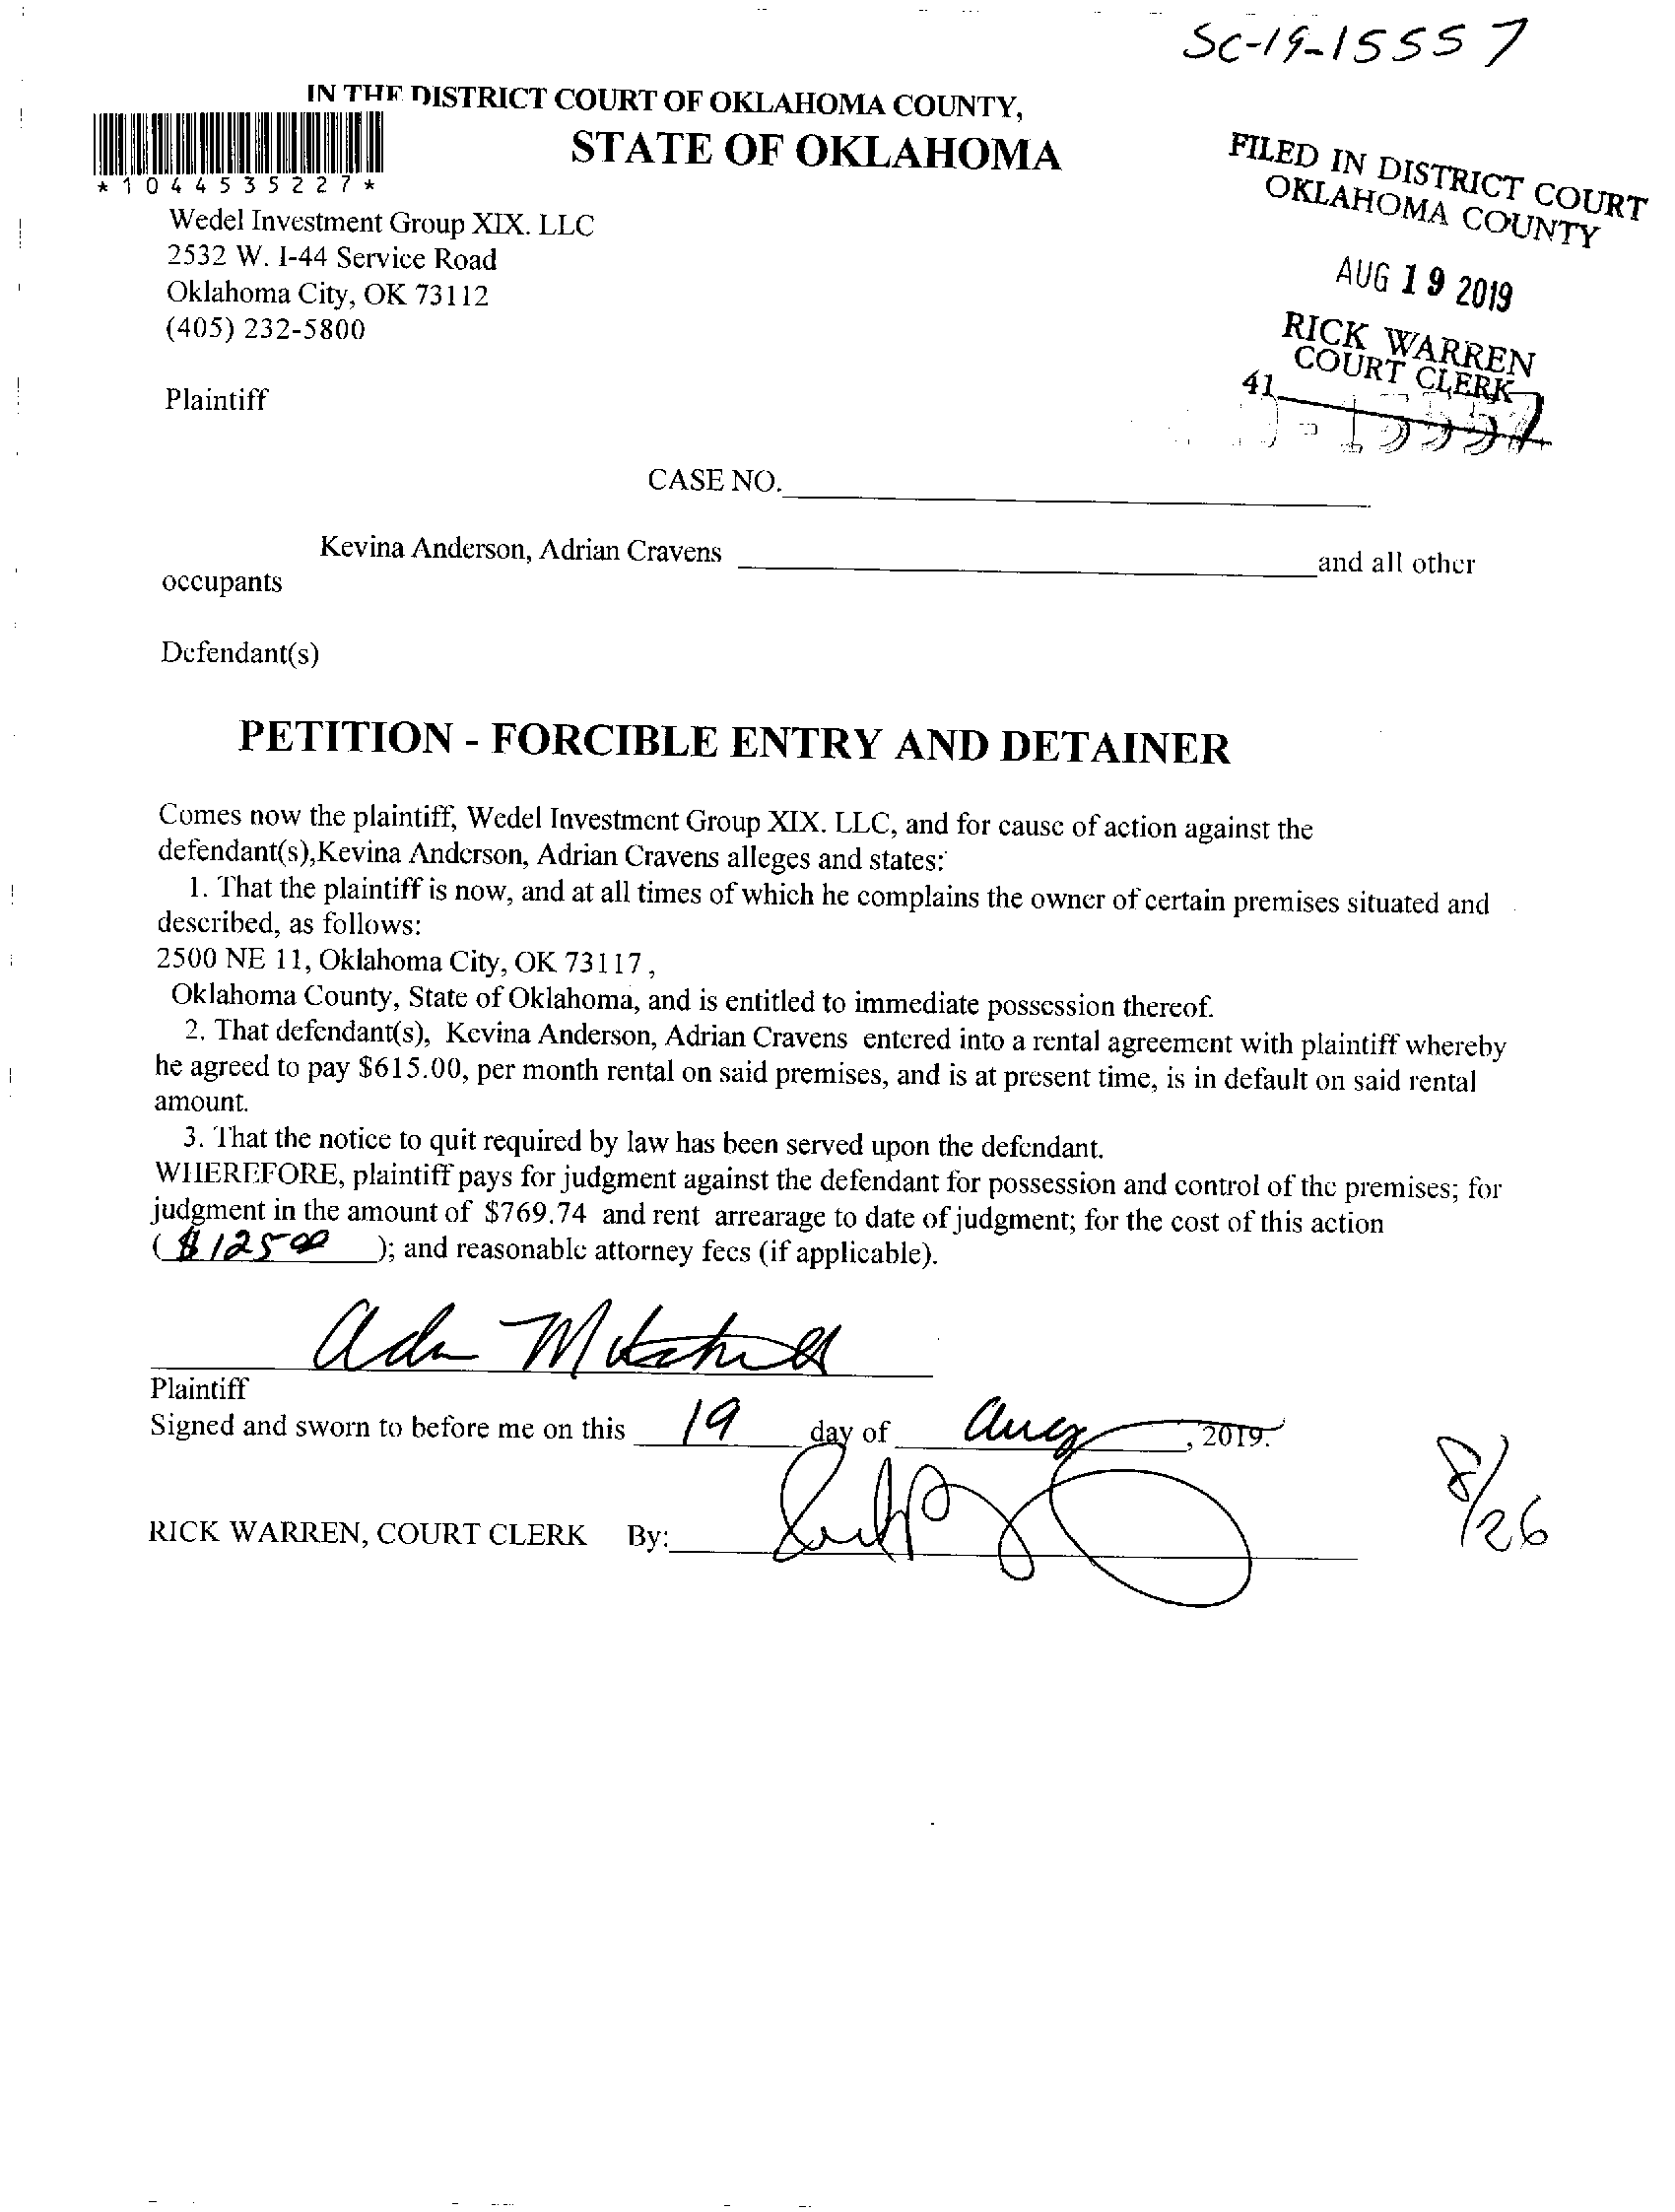 SC-19-15557
IN THE DISTRICT COURT OF OKLAHOMA COUNTY,
STATE OF OKLAHOMA
*1044535227*
FILED IN DISTRICT COURT
OKLAHOMA COUNTY
AUG 19 2019
RICK WARREN
COURT CLERK
41
Wedel Investment Group XIX. LLC
2532 W. I-44 Service Road
Oklahoma City, OK 73112
(405) 232-5800
Plaintiff
CASE NO.
Kevina Anderson, Adrian Cravens and all other
occupants
Defendant(s)
PETITION - FORCIBLE ENTRY AND DETAINER
Comes now the plaintiff, Wedel Investment Group XIX. LLC, and for cause of action against the
defendant(s),Kevina Anderson, Adrian Cravens alleges and states:
1. That the plaintiff is now, and at all times of which he complains the owner of certain premises situated and
described, as follows:
2500 NE 11, Oklahoma City, OK 73117 ,
Oklahoma County, State of Oklahoma, and is entitled to immediate possession thereof.
2. That defendant(s), Kevina Anderson, Adrian Cravens entered into a rental agreement with plaintiff whereby
he agreed to pay $615.00, per month rental on said premises, and is at present time, is in default on said rental
amount.
3. That the notice to quit required by law has been served upon the defendant.
WHEREFORE, plaintiff pays for judgment against the defendant for possession and control of the premises; for
judgment in the amount of $769.74 and rent arrearage to date of judgment; for the cost of this action
( $125.00 ); and reasonable attorney fees (if applicable).
Plaintiff
Signed and sworn to before me on this 19 day of Aug , 2019.
RICK WARREN, COURT CLERK By:
8/26